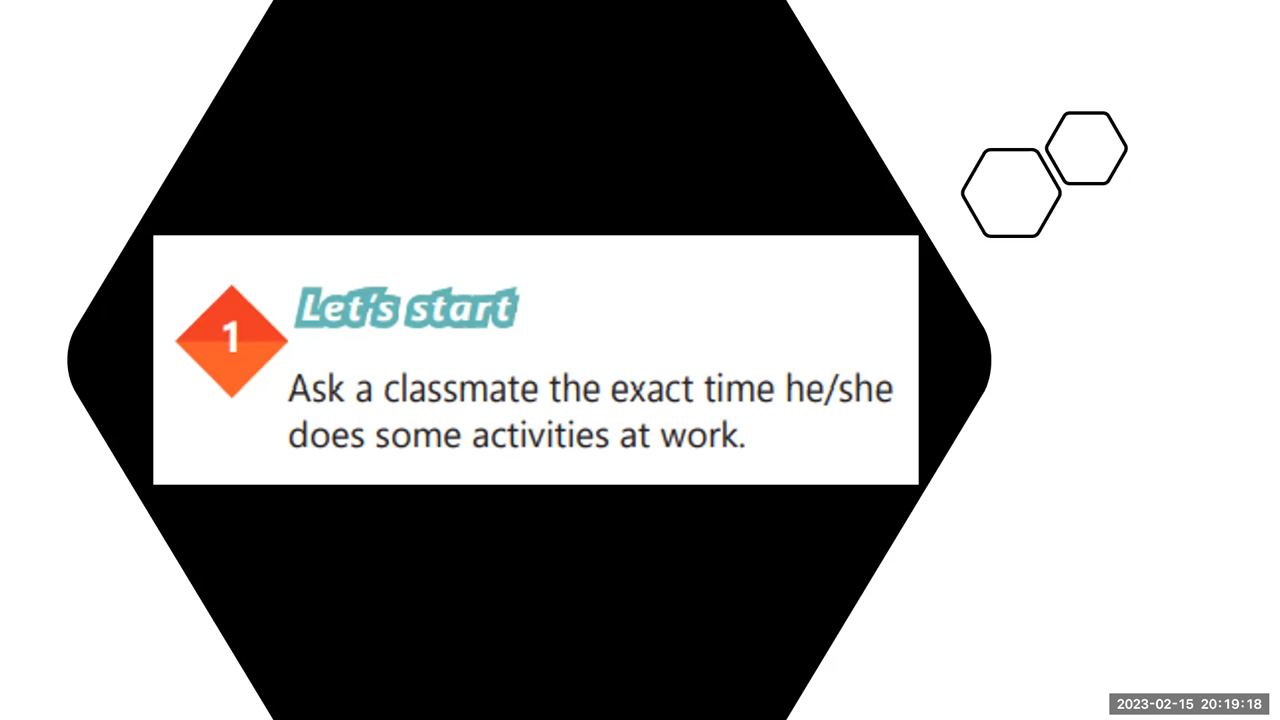 1
Let's start
Ask a classmate the exact time he/she
does some activities at work.
2023-02-15 20:19:18